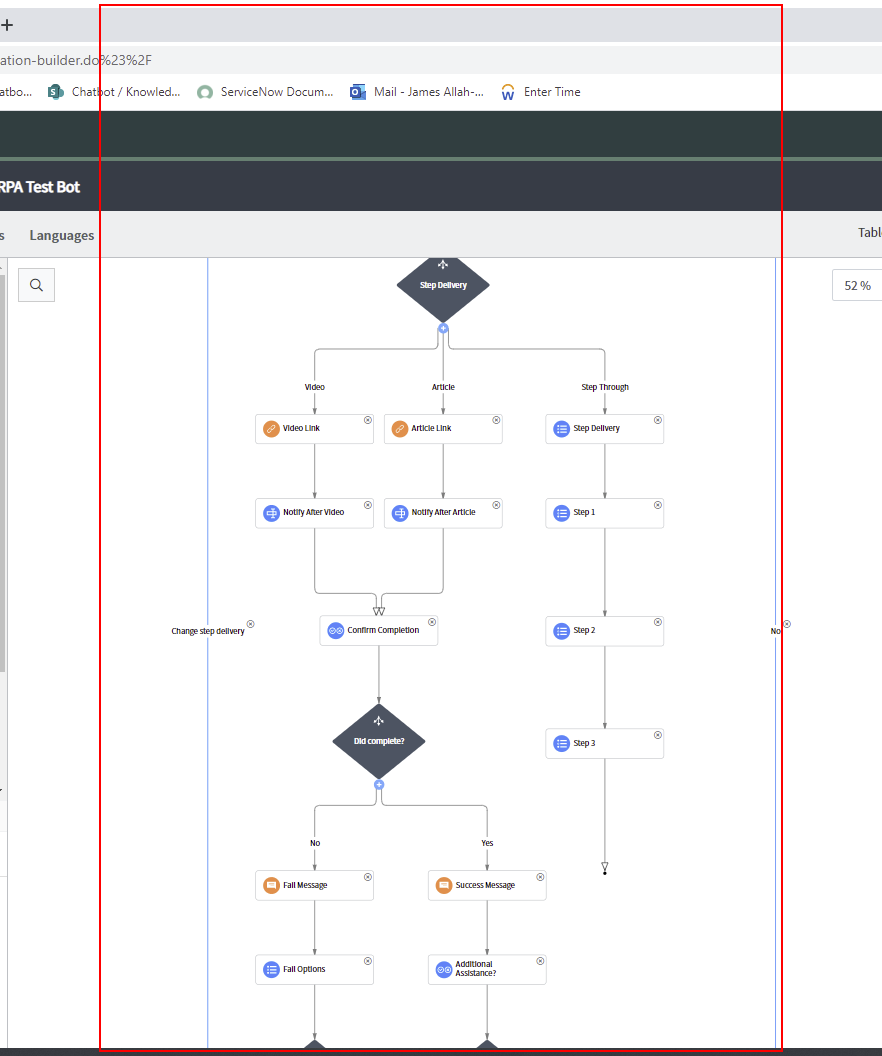 ation-builder.do%23%2F
atbo...
Chatbot / Knowled...
ServiceNow Docum...
Mail - James Allah-...
Enter Time
RPA Test Bot
s
Languages
Tabl
52 %
Step Delivery
Video
Article
Step Through
Video Link
Article Link
Step Delivery
Notify After Video
Notify After Article
Step 1
Change step delivery
Confirm Completion
Step 2
No
Did complete?
Step 3
No
Yes
Fail Message
Success Message
Fail Options
Additional
Assistance?